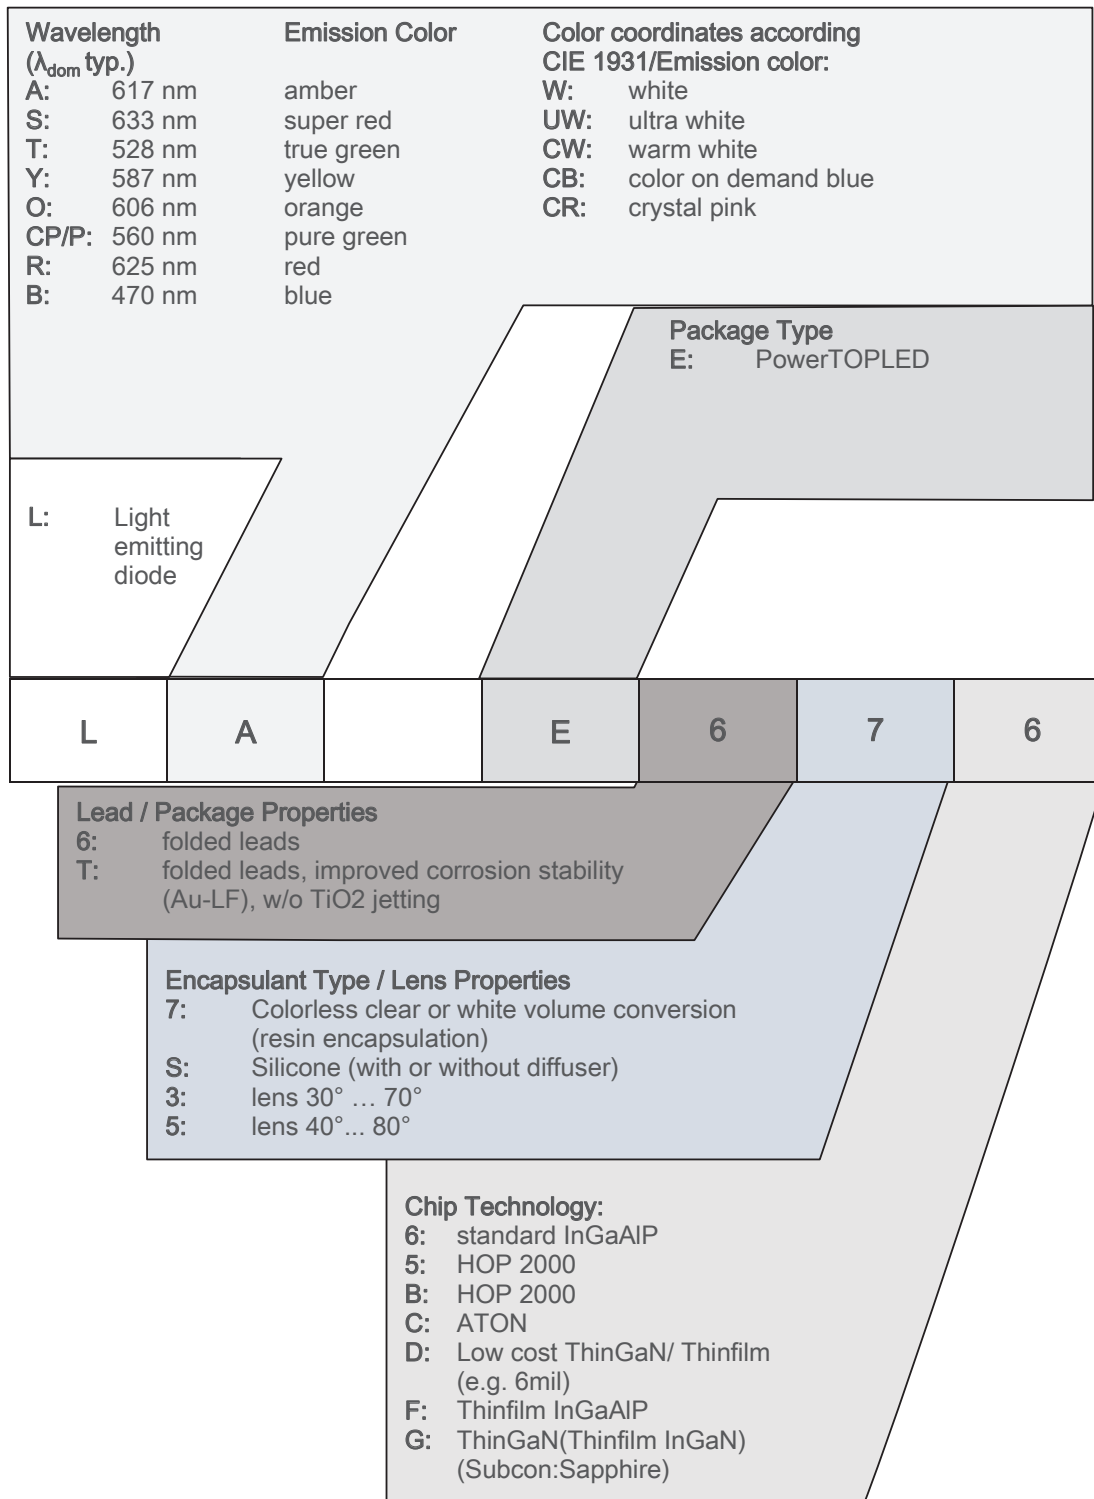 Wavelength Emission Color Color coordinates according
(λdom typ.) CIE 1931/Emission color:
A: 617 nm amber W: white
S: 633 nm super red UW: ultra white
T: 528 nm true green CW: warm white
Y: 587 nm yellow CB: color on demand blue
O: 606 nm orange CR: crystal pink
CP/P: 560 nm pure green
R: 625 nm red
B: 470 nm blue
Package Type
E: PowerTOPLED
L: Light
emitting
diode
L A E 6 7 6
Lead / Package Properties
6: folded leads
T: folded leads, improved corrosion stability
(Au-LF), w/o TiO2 jetting
Encapsulant Type / Lens Properties
7: Colorless clear or white volume conversion
(resin encapsulation)
S: Silicone (with or without diffuser)
3: lens 30° … 70°
5: lens 40°... 80°
Chip Technology:
6: standard InGaAlP
5: HOP 2000
B: HOP 2000
C: ATON
D: Low cost ThinGaN/ Thinfilm
(e.g. 6mil)
F: Thinfilm InGaAlP
G: ThinGaN(Thinfilm InGaN)
(Subcon:Sapphire)